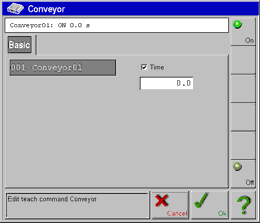 Conveyor
Conveyor01: ON 0.0 s
On
Basic
001 Conveyor01
Time
0.0
Off
Edit teach command Conveyor
Cancel
Ok
?